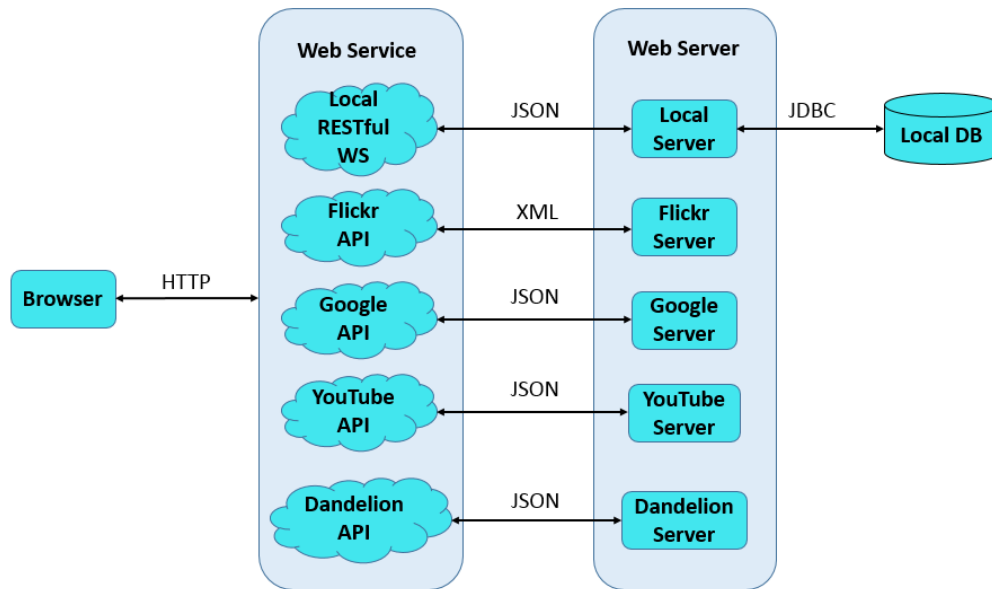 Web Service
Web Server
Local
RESTful
WS
JSON
Local
Server
JDBC
Local DB
Flickr
API
XML
Flickr
Server
Browser
HTTP
Google
API
JSON
Google
Server
YouTube
API
JSON
YouTube
Server
Dandelion
API
JSON
Dandelion
Server